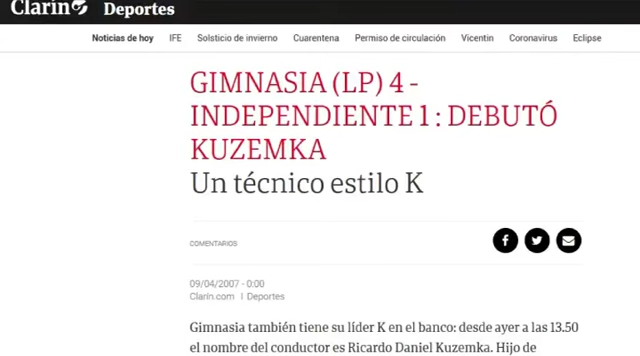 Clarín Deportes
Noticias de hoy IFE Solsticio de invierno Cuarentena Permiso de circulación Vicentin Coronavirus Eclipse
GIMNASIA (LP) 4 -
INDEPENDIENTE 1 : DEBUTÓ
KUZEMKA
Un técnico estilo K
COMENTARIOS
09/04/2007 - 0:00
Clarín.com | Deportes
Gimnasia también tiene su líder K en el banco: desde ayer a las 13.50
el nombre del conductor es Ricardo Daniel Kuzemka. Hijo de